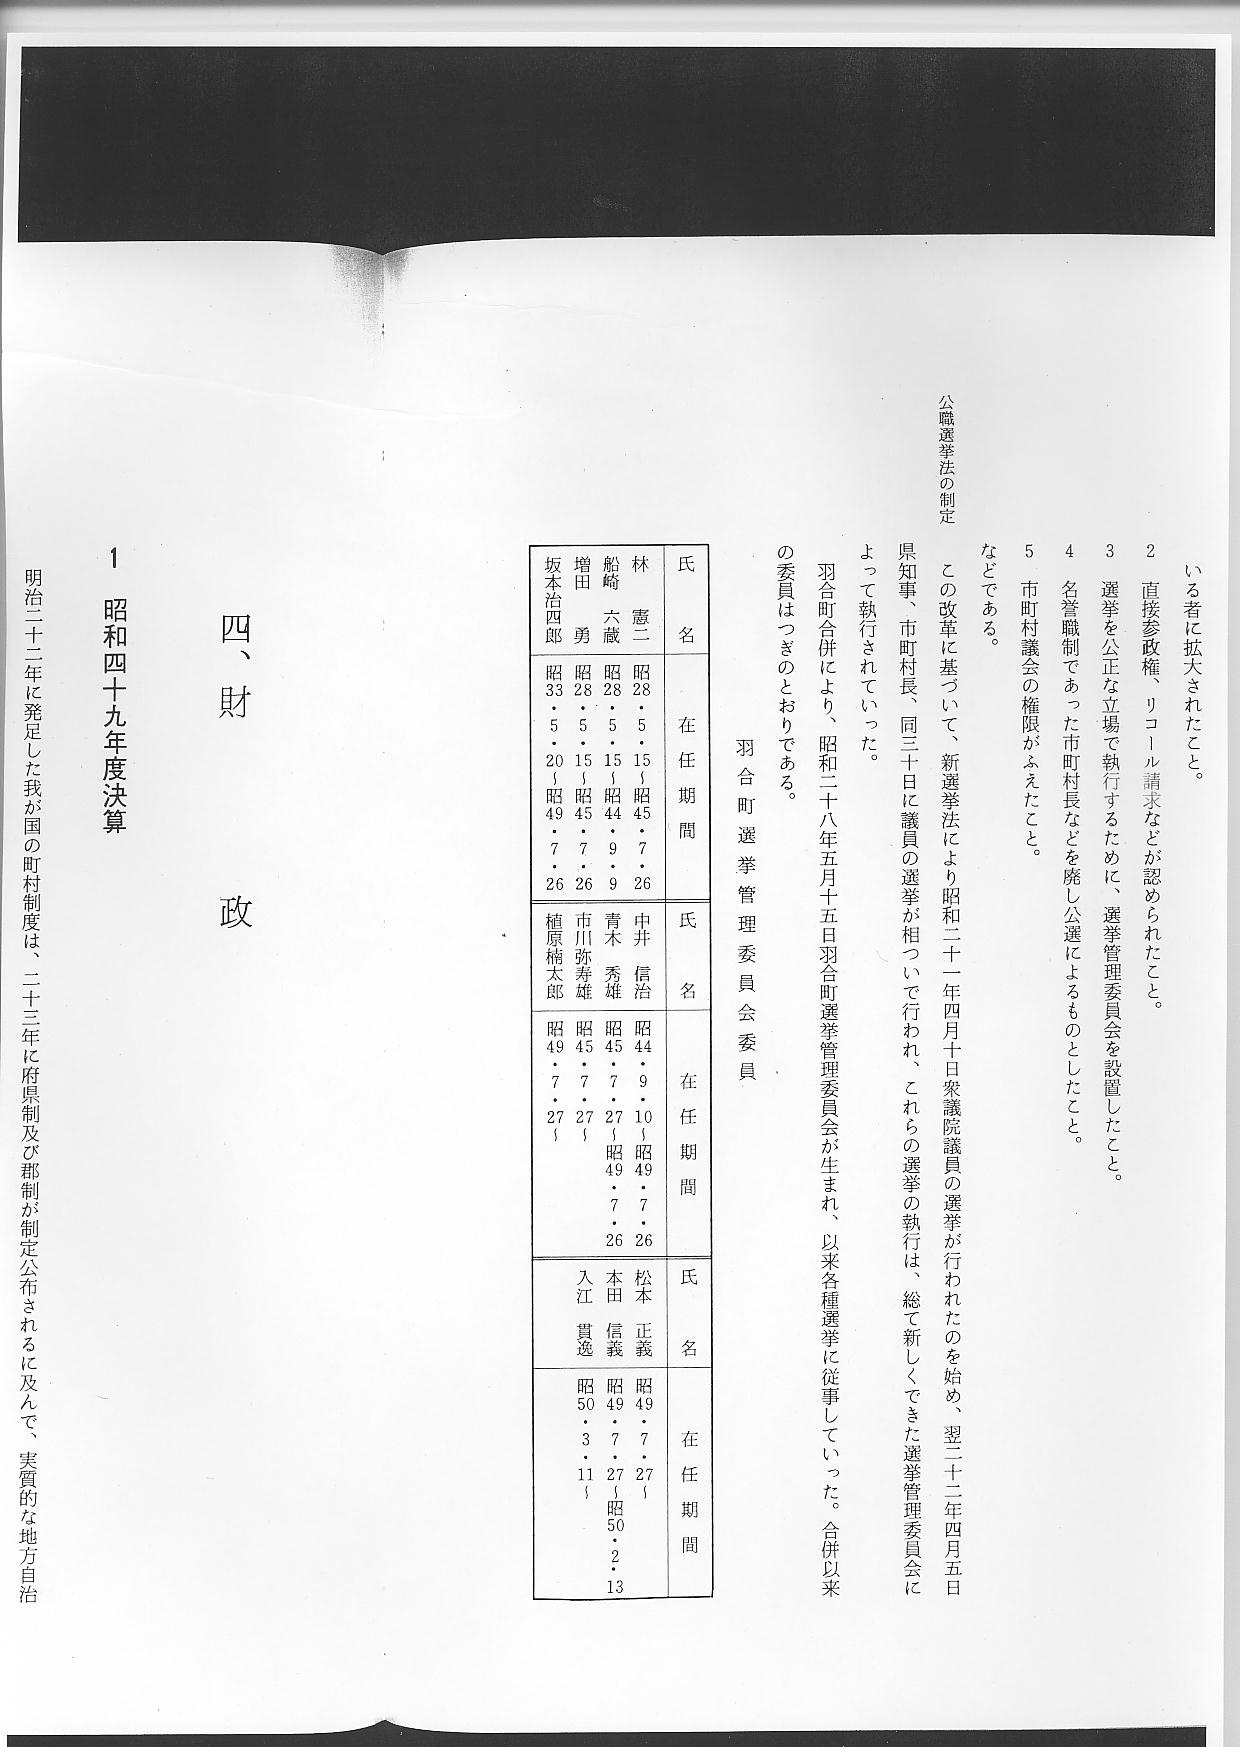 いる者に拡大されたこと。
2 直接参政権、リコール請求などが認められたこと。
3 選挙を公正な立場で執行するために、選挙管理委員会を設置したこと。
4 名誉職制であった市町村長などを廃し公選によるものとしたこと。
5 市町村議会の権限がふえたこと。
などである。
公職選挙法の制定
この改革に基づいて、新選挙法により昭和二十一年四月十日衆議院議員の選挙が行われたのを始め、翌二十二年四月五日
県知事、市町村長、同三十日に議員の選挙が相ついで行われ、これらの選挙の執行は、総て新しくできた選挙管理委員会に
よって執行されていった。
羽合町合併により、昭和二十八年五月十五日羽合町選挙管理委員会が生まれ、以来各種選挙に従事していった。合併以来
の委員はつぎのとおりである。
羽合町選挙管理委員会委員
氏名 在任期間 氏名 在任期間 氏名 在任期間
林 憲二 昭28・5・15〜昭45・7・26 中井 信治 昭44・9・10〜昭49・7・26 松本 正義 昭49・7・27〜
船崎 六蔵 昭28・5・15〜昭44・9・9 青木 秀雄 昭45・7・27〜昭49・7・26 本田 信義 昭49・7・27〜昭50・2・13
増田 勇 昭28・5・15〜昭45・7・26 市川弥寿雄 昭45・7・27〜 入江 貫逸 昭50・3・11〜
坂本治四郎 昭33・5・20〜昭49・7・26 植原楠太郎 昭49・7・27〜
四、財 政
1 昭和四十九年度決算
明治二十二年に発足した我が国の町村制度は、二十三年に府県制及び郡制が制定公布されるに及んで、実質的な地方自治